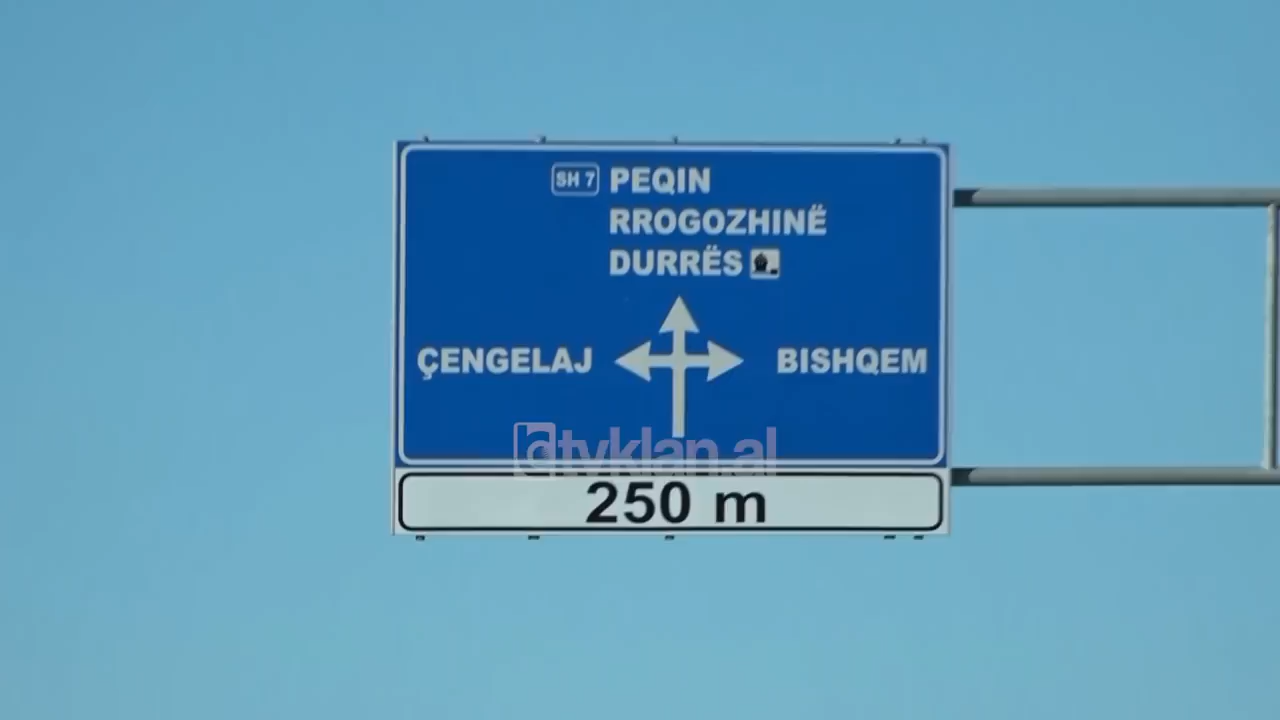 SH 7 PEQIN
RROGOZHINË
DURRËS
ÇENGELAJ BISHQEM
tvklan.al
250 m